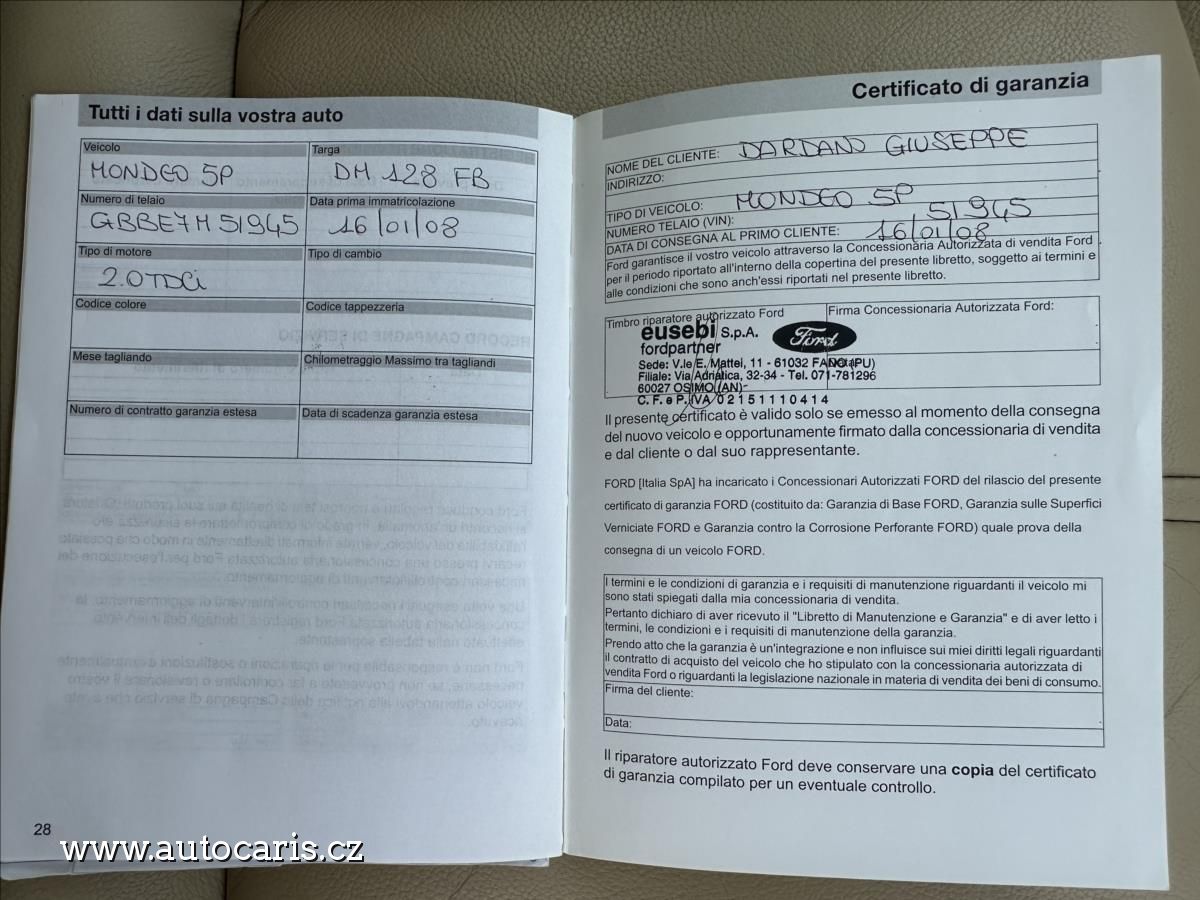 Tutti i dati sulla vostra auto
Veicolo
MONDEO 5P
Targa
DM 128 FB
Numero di telaio
GBBE7M51945
Data prima immatricolazione
16/01/08
Tipo di motore
2.0 TDCi
Tipo di cambio
Codice colore
Codice tappezzeria
Mese tagliando
Chilometraggio Massimo tra tagliandi
Numero di contratto garanzia estesa
Data di scadenza garanzia estesa
28
www.autocaris.cz
Certificato di garanzia
NOME DEL CLIENTE: DARDANO GIUSEPPE
INDIRIZZO:
TIPO DI VEICOLO: MONDEO 5P
NUMERO TELAIO (VIN): 51945
DATA DI CONSEGNA AL PRIMO CLIENTE: 16/01/08
Ford garantisce il vostro veicolo attraverso la Concessionaria Autorizzata di vendita Ford
per il periodo riportato all'interno della copertina del presente libretto, soggetto ai termini e
alle condizioni che sono anch'essi riportati nel presente libretto.
Timbro riparatore autorizzato Ford
Firma Concessionaria Autorizzata Ford:
eusebi S.p.A.
Ford
fordpartner
Sede: V.le E. Mattei, 11 - 61032 FANO (PU)
Filiale: Via Adriatica, 32-34 - Tel. 071-781296
60027 OSIMO (AN)
C. F. e P. IVA 02151110414
Il presente certificato è valido solo se emesso al momento della consegna
del nuovo veicolo e opportunamente firmato dalla concessionaria di vendita
e dal cliente o dal suo rappresentante.
FORD [Italia SpA] ha incaricato i Concessionari Autorizzati FORD del rilascio del presente
certificato di garanzia FORD (costituito da: Garanzia di Base FORD, Garanzia sulle Superfici
Verniciate FORD e Garanzia contro la Corrosione Perforante FORD) quale prova della
consegna di un veicolo FORD.
I termini e le condizioni di garanzia e i requisiti di manutenzione riguardanti il veicolo mi
sono stati spiegati dalla mia concessionaria di vendita.
Pertanto dichiaro di aver ricevuto il "Libretto di Manutenzione e Garanzia" e di aver letto i
termini, le condizioni e i requisiti di manutenzione della garanzia.
Prendo atto che la garanzia è un'integrazione e non influisce sui miei diritti legali riguardanti
il contratto di acquisto del veicolo che ho stipulato con la concessionaria autorizzata di
vendita Ford o riguardanti la legislazione nazionale in materia di vendita dei beni di consumo.
Firma del cliente:
Data:
Il riparatore autorizzato Ford deve conservare una copia del certificato
di garanzia compilato per un eventuale controllo.